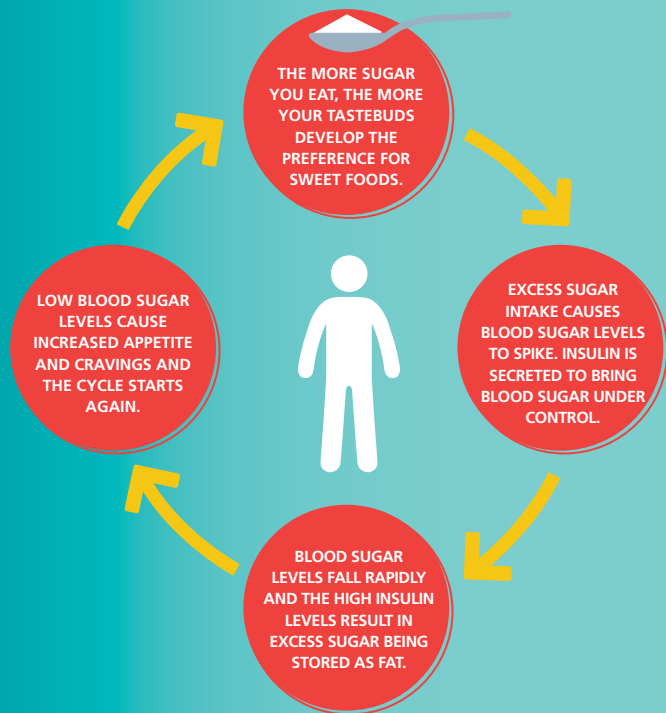 THE MORE SUGAR
YOU EAT, THE MORE
YOUR TASTEBUDS
DEVELOP THE
PREFERENCE FOR
SWEET FOODS.
EXCESS SUGAR
INTAKE CAUSES
BLOOD SUGAR LEVELS
TO SPIKE. INSULIN IS
SECRETED TO BRING
BLOOD SUGAR UNDER
CONTROL.
BLOOD SUGAR
LEVELS FALL RAPIDLY
AND THE HIGH INSULIN
LEVELS RESULT IN
EXCESS SUGAR BEING
STORED AS FAT.
LOW BLOOD SUGAR
LEVELS CAUSE
INCREASED APPETITE
AND CRAVINGS AND
THE CYCLE STARTS
AGAIN.